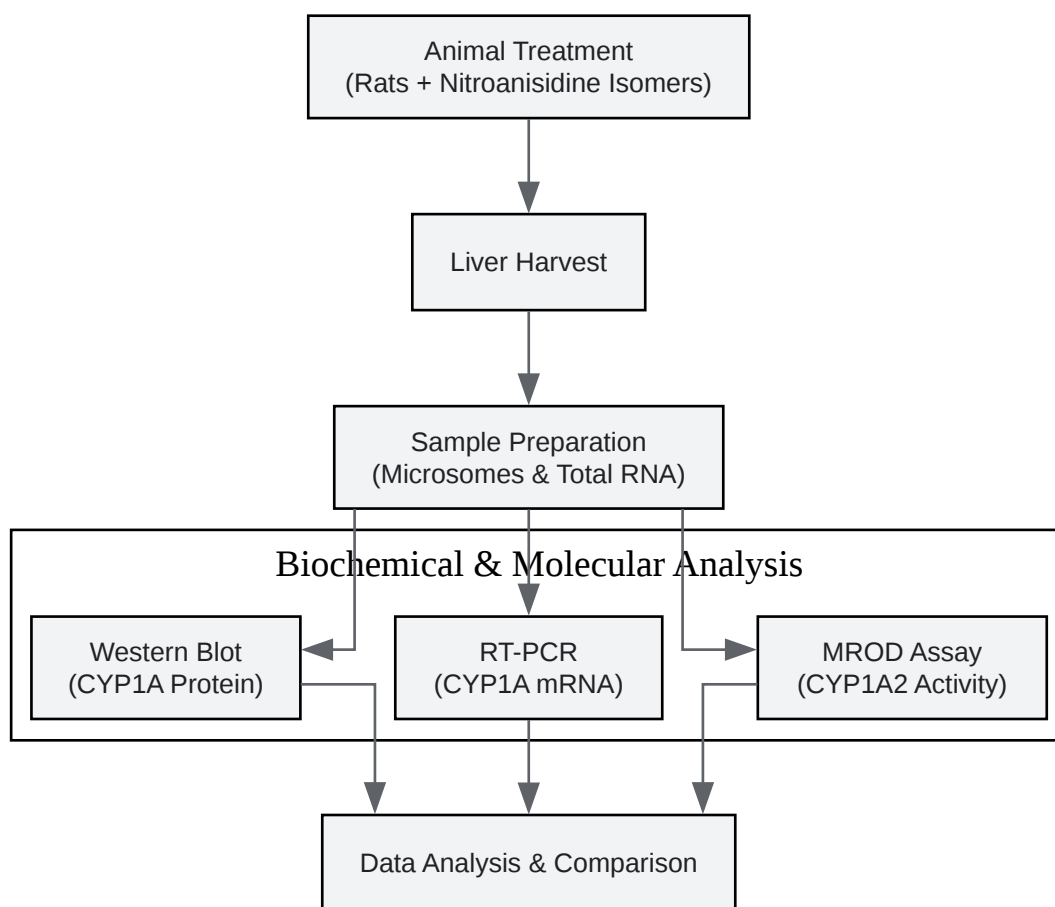 Animal Treatment
(Rats + Nitroanisidine Isomers)
Liver Harvest
Sample Preparation
(Microsomes & Total RNA)
Biochemical & Molecular Analysis
Western Blot
(CYP1A Protein)
RT-PCR
(CYP1A mRNA)
MROD Assay
(CYP1A2 Activity)
Data Analysis & Comparison